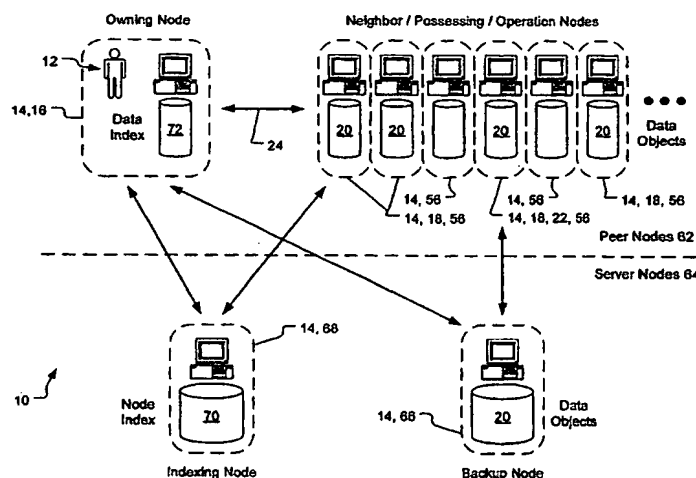 Owning Node
Neighbor / Possessing / Operation Nodes
12
14,16
Data
Index
72
24
20
20
20
20
Data
Objects
14, 56
14, 18, 56
14, 56
14, 18, 22, 56
14, 18, 56
Peer Nodes 62
Server Nodes 64
14, 68
10
Node
Index
70
Indexing Node
14, 66
20
Data
Objects
Backup Node